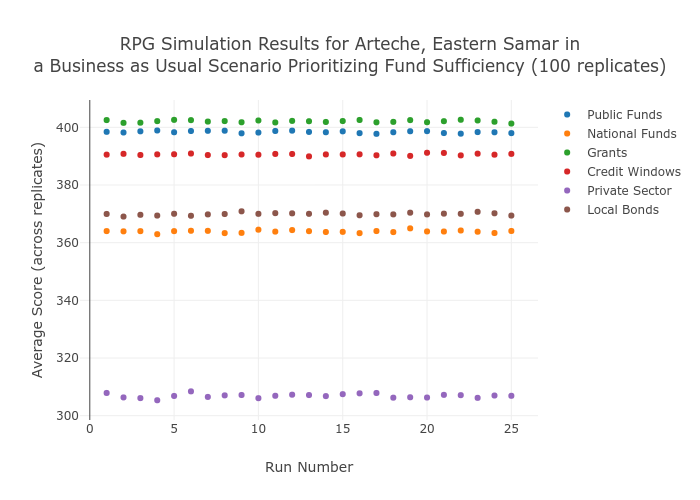 RPG Simulation Results for Arteche, Eastern Samar in
a Business as Usual Scenario Prioritizing Fund Sufficiency (100 replicates)
Average Score (across replicates)
400
380
360
340
320
300
0
5
10
15
20
25
Run Number
Public Funds
National Funds
Grants
Credit Windows
Private Sector
Local Bonds